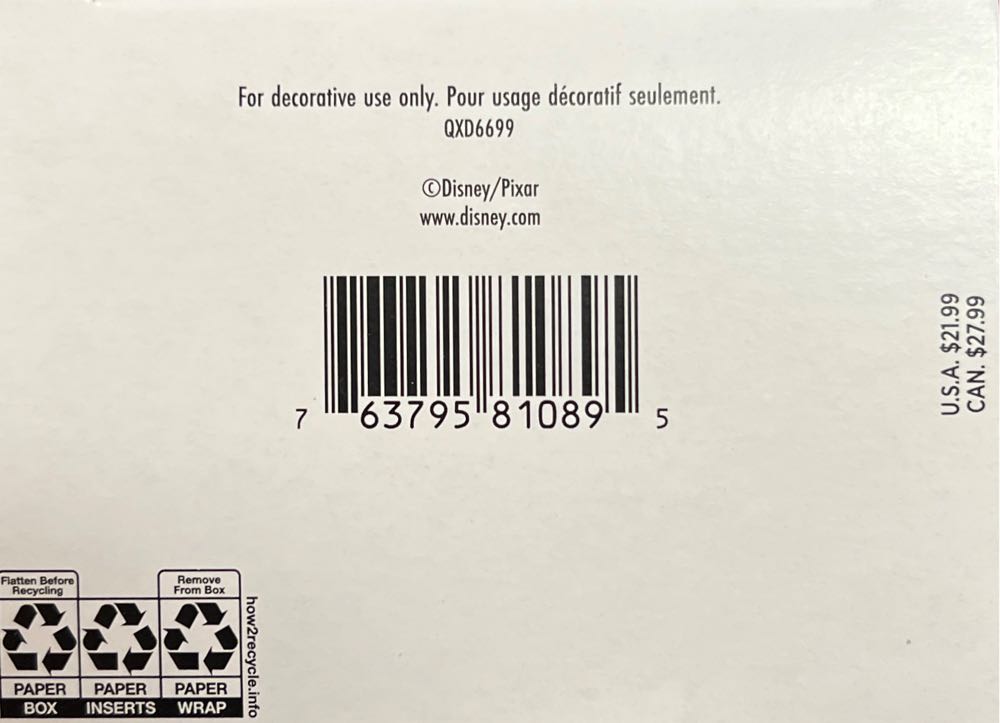 For decorative use only. Pour usage décoratif seulement.
QXD6699
©Disney/Pixar
www.disney.com
7 63795 81089 5
U.S.A. $21.99
CAN. $27.99
Flatten Before
Recycling
PAPER
BOX
PAPER
INSERTS
Remove
From Box
PAPER
WRAP
how2recycle.info